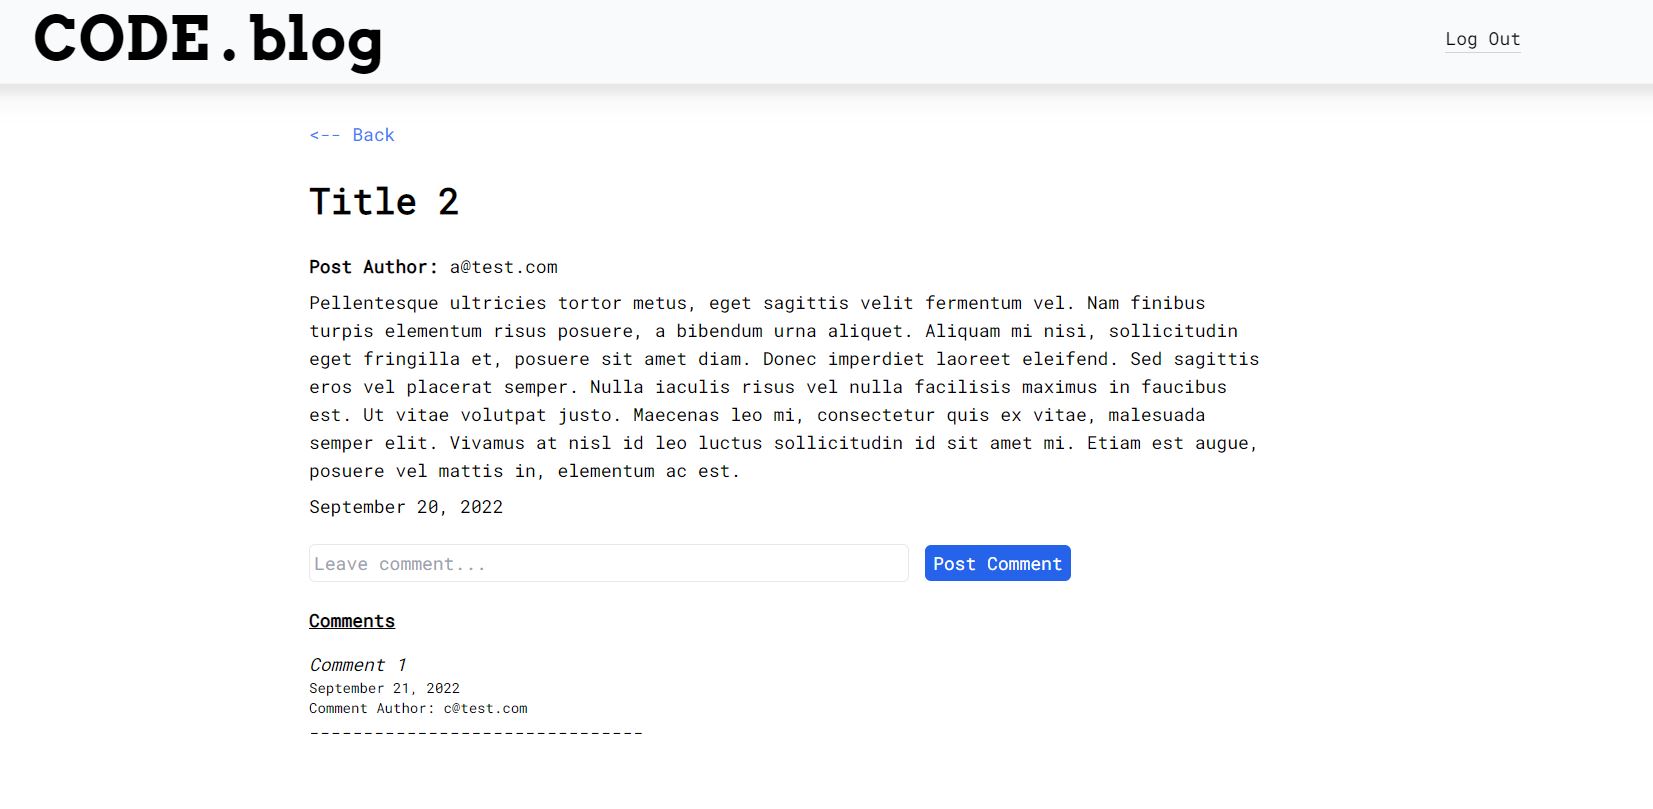 CODE.blog
Log Out
<-- Back
Title 2
Post Author: a@test.com
Pellentesque ultricies tortor metus, eget sagittis velit fermentum vel. Nam finibus
turpis elementum risus posuere, a bibendum urna aliquet. Aliquam mi nisi, sollicitudin
eget fringilla et, posuere sit amet diam. Donec imperdiet laoreet eleifend. Sed sagittis
eros vel placerat semper. Nulla iaculis risus vel nulla facilisis maximus in faucibus
est. Ut vitae volutpat justo. Maecenas leo mi, consectetur quis ex vitae, malesuada
semper elit. Vivamus at nisl id leo luctus sollicitudin id sit amet mi. Etiam est augue,
posuere vel mattis in, elementum ac est.
September 20, 2022
Leave comment...
Post Comment
Comments
Comment 1
September 21, 2022
Comment Author: c@test.com
-------------------------------